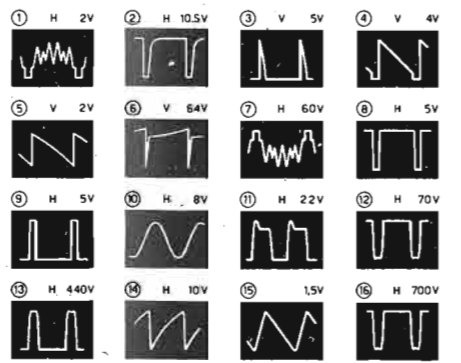 ① H 2V ② H 10.5V ③ V 5V ④ V 4V
⑤ V 2V ⑥ V 64V ⑦ H 60V ⑧ H 5V
⑨ H 5V ⑩ H 8V ⑪ H 22V ⑫ H 70V
⑬ H 440V ⑭ H 10V ⑮ 1,5V ⑯ H 700V